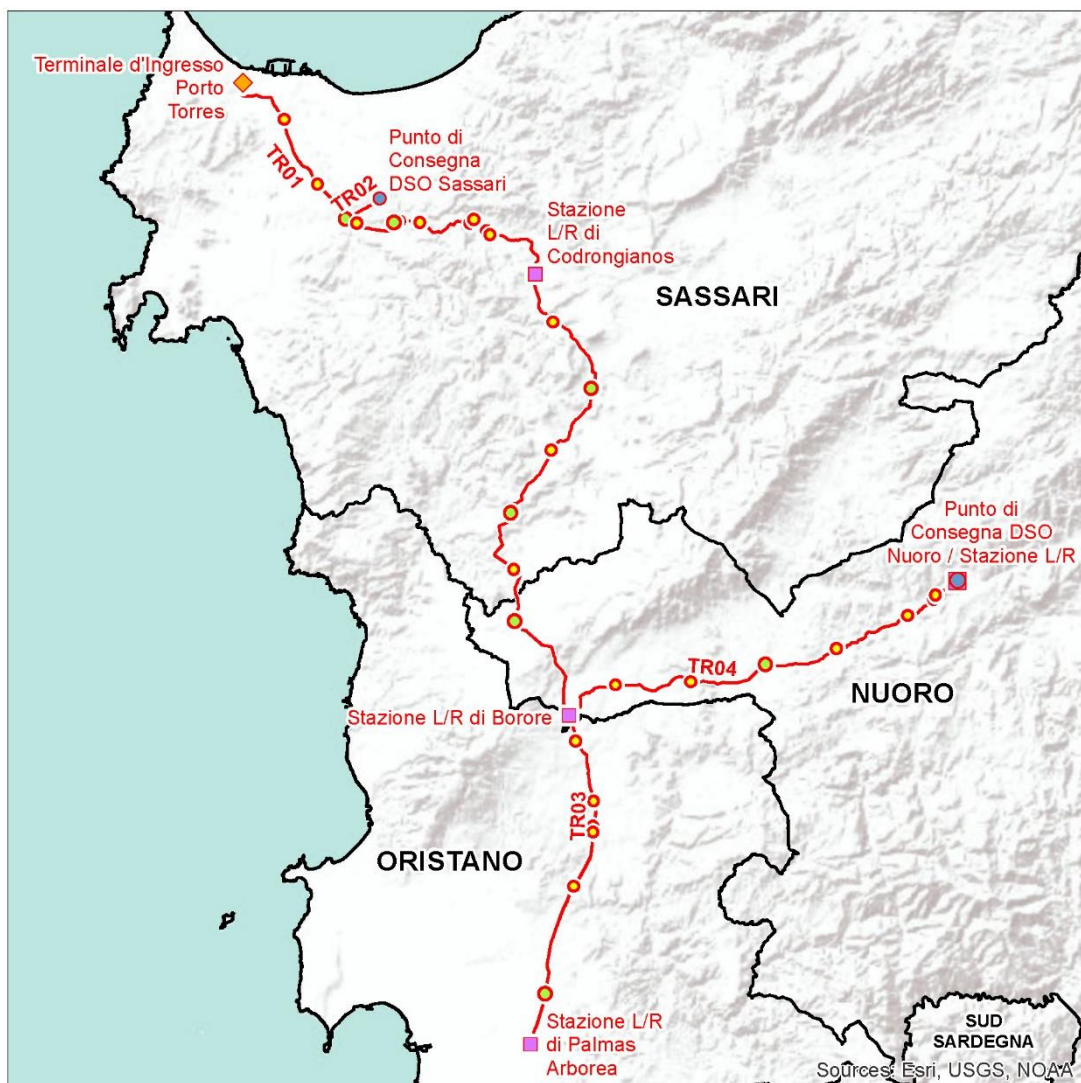 Terminale d'Ingresso
Porto
Torres
TR01
TR02
Punto di
Consegna
DSO Sassari
Stazione
L/R di
Codrongianos
SASSARI
Punto di
Consegna DSO
Nuoro / Stazione L/R
TR04
NUORO
Stazione L/R di Borore
TR03
ORISTANO
Stazione L/R
di Palmas
Arborea
SUD
SARDEGNA
Sources: Esri, USGS, NOAA